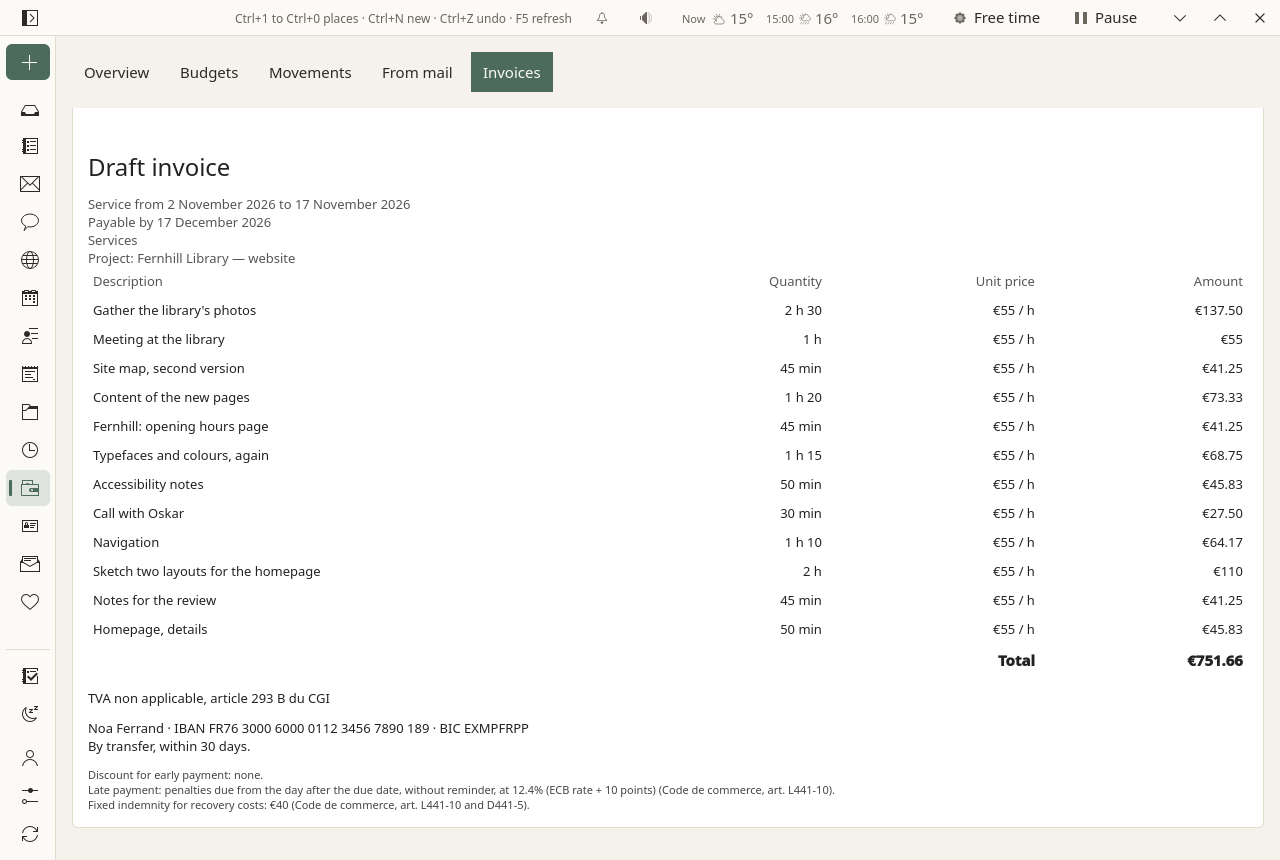 Ctrl+1 to Ctrl+0 places · Ctrl+N new · Ctrl+Z undo · F5 refresh
Now 15° 15:00 16° 16:00 15°
Free time
Pause
Overview Budgets Movements From mail Invoices
Draft invoice
Service from 2 November 2026 to 17 November 2026
Payable by 17 December 2026
Services
Project: Fernhill Library — website
Description Quantity Unit price Amount
Gather the library's photos 2 h 30 €55 / h €137.50
Meeting at the library 1 h €55 / h €55
Site map, second version 45 min €55 / h €41.25
Content of the new pages 1 h 20 €55 / h €73.33
Fernhill: opening hours page 45 min €55 / h €41.25
Typefaces and colours, again 1 h 15 €55 / h €68.75
Accessibility notes 50 min €55 / h €45.83
Call with Oskar 30 min €55 / h €27.50
Navigation 1 h 10 €55 / h €64.17
Sketch two layouts for the homepage 2 h €55 / h €110
Notes for the review 45 min €55 / h €41.25
Homepage, details 50 min €55 / h €45.83
Total €751.66
TVA non applicable, article 293 B du CGI
Noa Ferrand · IBAN FR76 3000 6000 0112 3456 7890 189 · BIC EXMPFRPP
By transfer, within 30 days.
Discount for early payment: none.
Late payment: penalties due from the day after the due date, without reminder, at 12.4% (ECB rate + 10 points) (Code de commerce, art. L441-10).
Fixed indemnity for recovery costs: €40 (Code de commerce, art. L441-10 and D441-5).